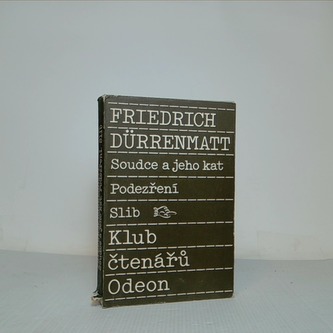 FRIEDRICH
DÜRRENMATT
Soudce a jeho kat
Podezření
Slib
Klub
čtenářů
Odeon